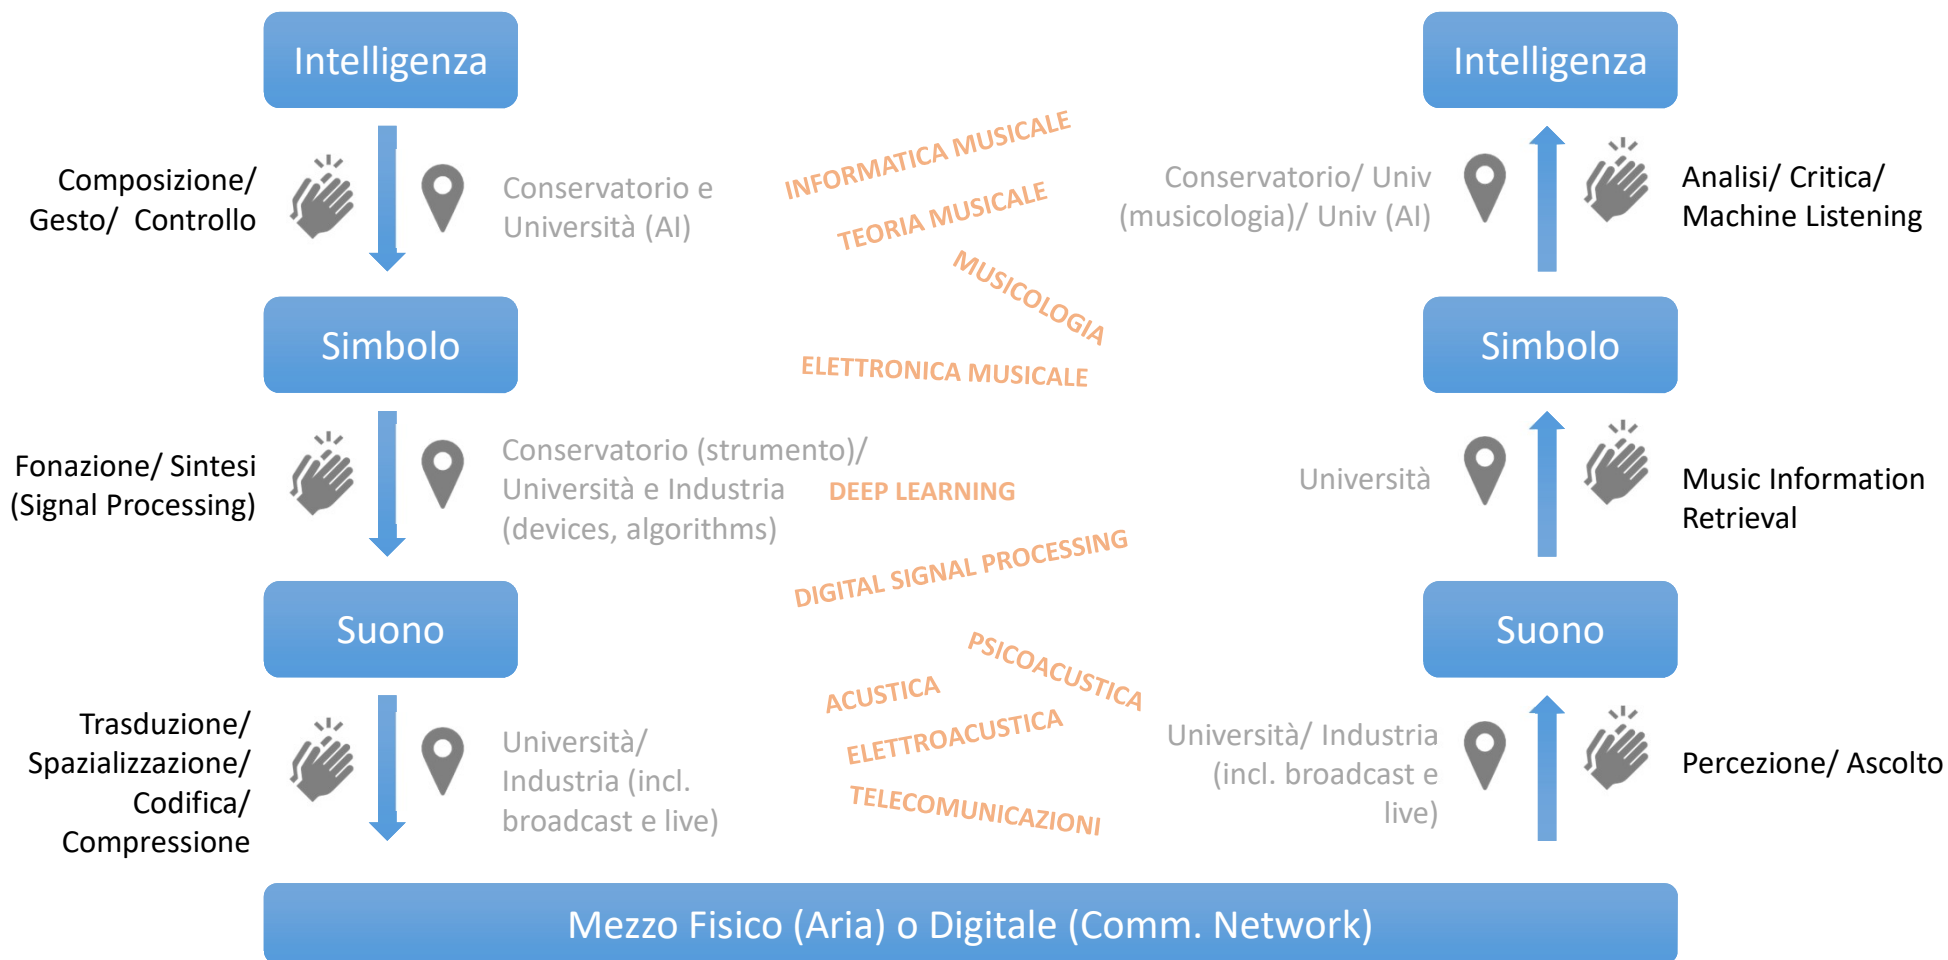 Intelligenza
Intelligenza
Composizione/
Gesto/ Controllo
Conservatorio e
Università (AI)
INFORMATICA MUSICALE
TEORIA MUSICALE
MUSICOLOGIA
Conservatorio/ Univ
(musicologia)/ Univ (AI)
Analisi/ Critica/
Machine Listening
Simbolo
ELETTRONICA MUSICALE
Simbolo
Fonazione/ Sintesi
(Signal Processing)
Conservatorio (strumento)/
Università e Industria
(devices, algorithms)
DEEP LEARNING
DIGITAL SIGNAL PROCESSING
Università
Music Information
Retrieval
Suono
Suono
PSICOACUSTICA
ACUSTICA
ELETTROACUSTICA
TELECOMUNICAZIONI
Trasduzione/
Spazializzazione/
Codifica/
Compressione
Università/
Industria (incl.
broadcast e live)
Università/ Industria
(incl. broadcast e
live)
Percezione/ Ascolto
Mezzo Fisico (Aria) o Digitale (Comm. Network)